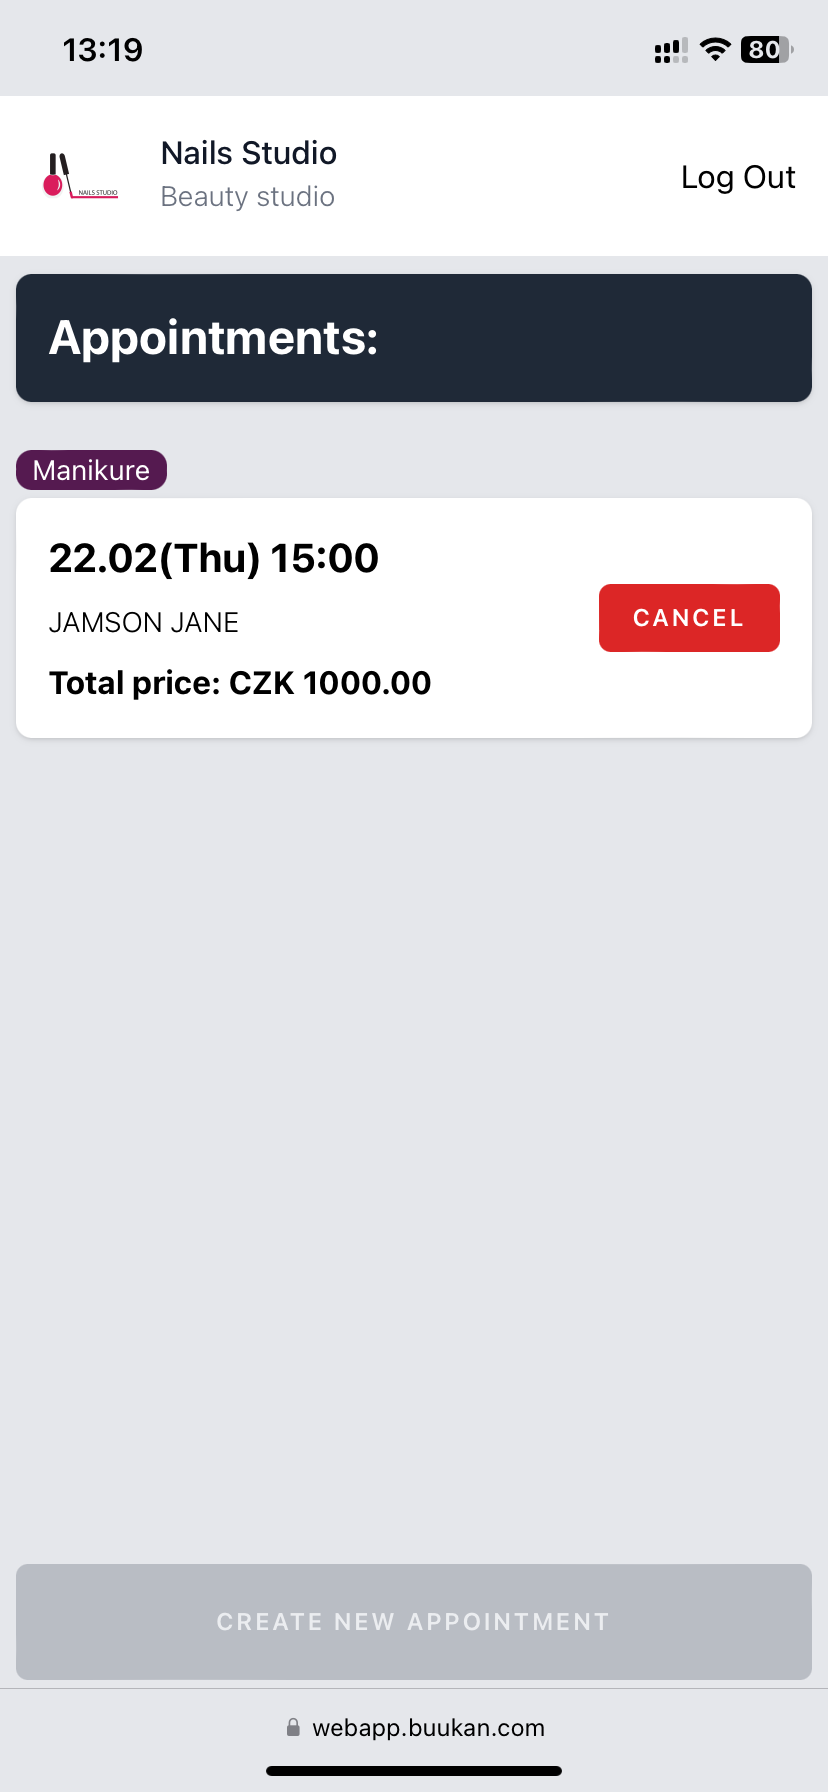 13:19
80
Nails Studio
Beauty studio
NAILS STUDIO
Log Out
Appointments:
Manikure
22.02(Thu) 15:00
JAMSON JANE
CANCEL
Total price: CZK 1000.00
CREATE NEW APPOINTMENT
webapp.buukan.com